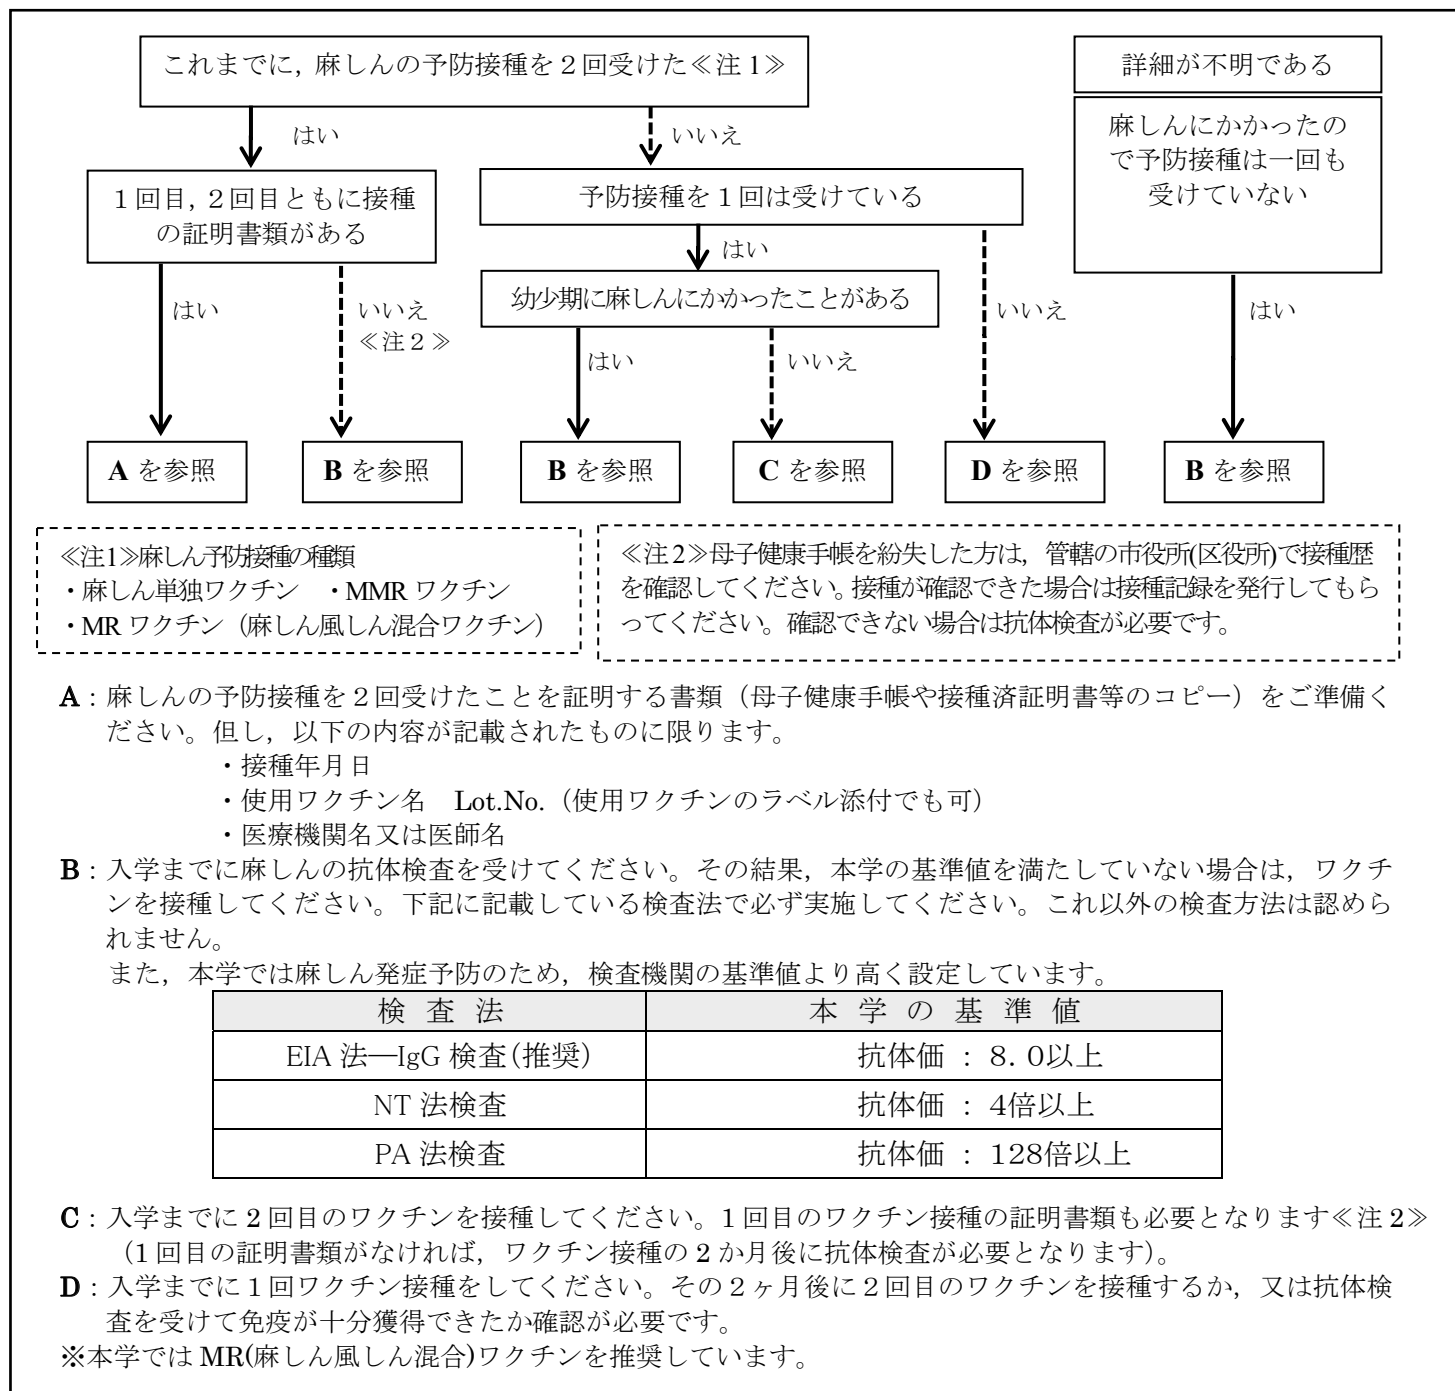 これまでに，麻しんの予防接種を２回受けた≪注1≫
詳細が不明である
麻しんにかかったの
で予防接種は一回も
受けていない
はい
いいえ
１回目，２回目ともに接種
の証明書類がある
予防接種を１回は受けている
はい
幼少期に麻しんにかかったことがある
はい
いいえ
≪注２≫
はい
いいえ
いいえ
はい
A を参照
B を参照
B を参照
C を参照
D を参照
B を参照
≪注1≫麻しん予防接種の種類
・麻しん単独ワクチン　・MMR ワクチン
・MR ワクチン（麻しん風しん混合ワクチン）
≪注2≫母子健康手帳を紛失した方は，管轄の市役所(区役所)で接種歴
を確認してください。接種が確認できた場合は接種記録を発行してもら
ってください。確認できない場合は抗体検査が必要です。
A：麻しんの予防接種を２回受けたことを証明する書類（母子健康手帳や接種済証明書等のコピー）をご準備く
ださい。但し，以下の内容が記載されたものに限ります。
・接種年月日
・使用ワクチン名　Lot.No.（使用ワクチンのラベル添付でも可）
・医療機関名又は医師名
B：入学までに麻しんの抗体検査を受けてください。その結果，本学の基準値を満たしていない場合は，ワクチ
ンを接種してください。下記に記載している検査法で必ず実施してください。これ以外の検査方法は認めら
れません。
また，本学では麻しん発症予防のため，検査機関の基準値より高く設定しています。
検 査 法
本 学 の 基 準 値
EIA 法―IgG 検査(推奨)
抗体価 ： 8．0以上
NT 法検査
抗体価 ： 4倍以上
PA 法検査
抗体価 ： 128倍以上
C：入学までに 2 回目のワクチンを接種してください。1 回目のワクチン接種の証明書類も必要となります≪注 2≫
（1 回目の証明書類がなければ，ワクチン接種の 2 か月後に抗体検査が必要となります）。
D：入学までに１回ワクチン接種をしてください。その２ヶ月後に２回目のワクチンを接種するか，又は抗体検
査を受けて免疫が十分獲得できたか確認が必要です。
※本学では MR(麻しん風しん混合)ワクチンを推奨しています。